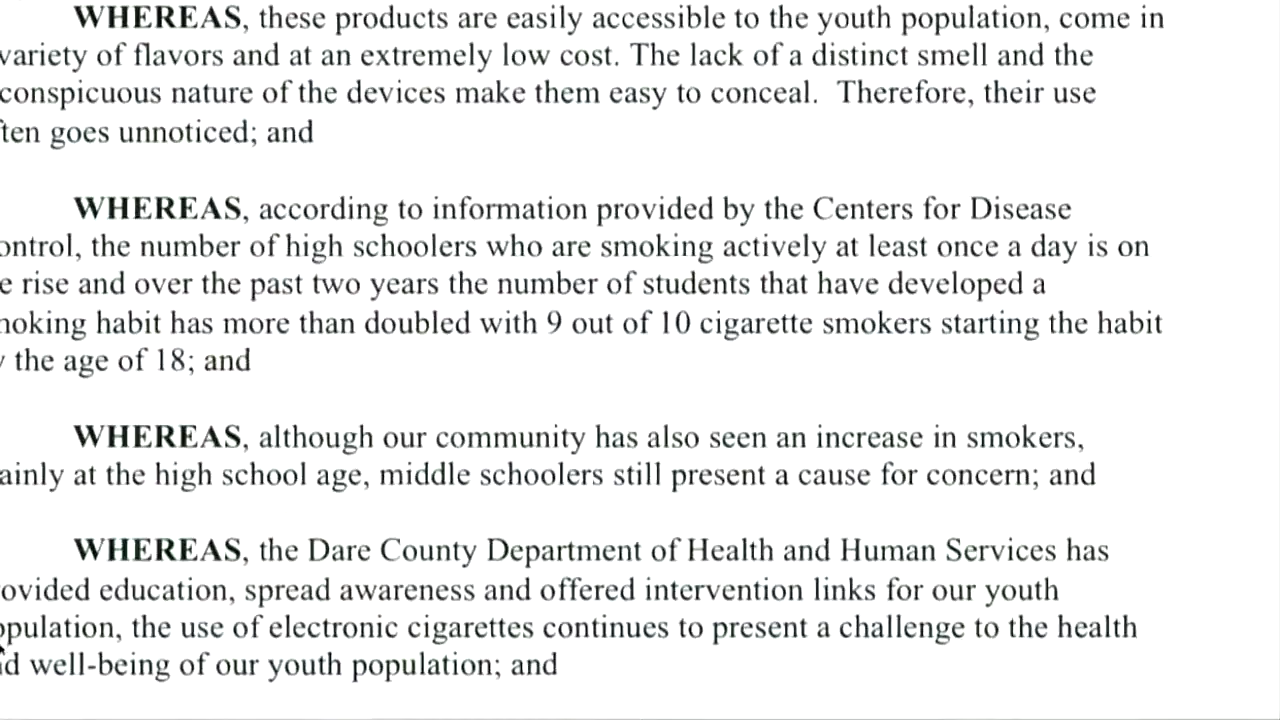 WHEREAS, these products are easily accessible to the youth population, come in
variety of flavors and at an extremely low cost. The lack of a distinct smell and the
conspicuous nature of the devices make them easy to conceal. Therefore, their use
ten goes unnoticed; and
WHEREAS, according to information provided by the Centers for Disease
ontrol, the number of high schoolers who are smoking actively at least once a day is on
e rise and over the past two years the number of students that have developed a
noking habit has more than doubled with 9 out of 10 cigarette smokers starting the habit
the age of 18; and
WHEREAS, although our community has also seen an increase in smokers,
ainly at the high school age, middle schoolers still present a cause for concern; and
WHEREAS, the Dare County Department of Health and Human Services has
ovided education, spread awareness and offered intervention links for our youth
opulation, the use of electronic cigarettes continues to present a challenge to the health
d well-being of our youth population; and